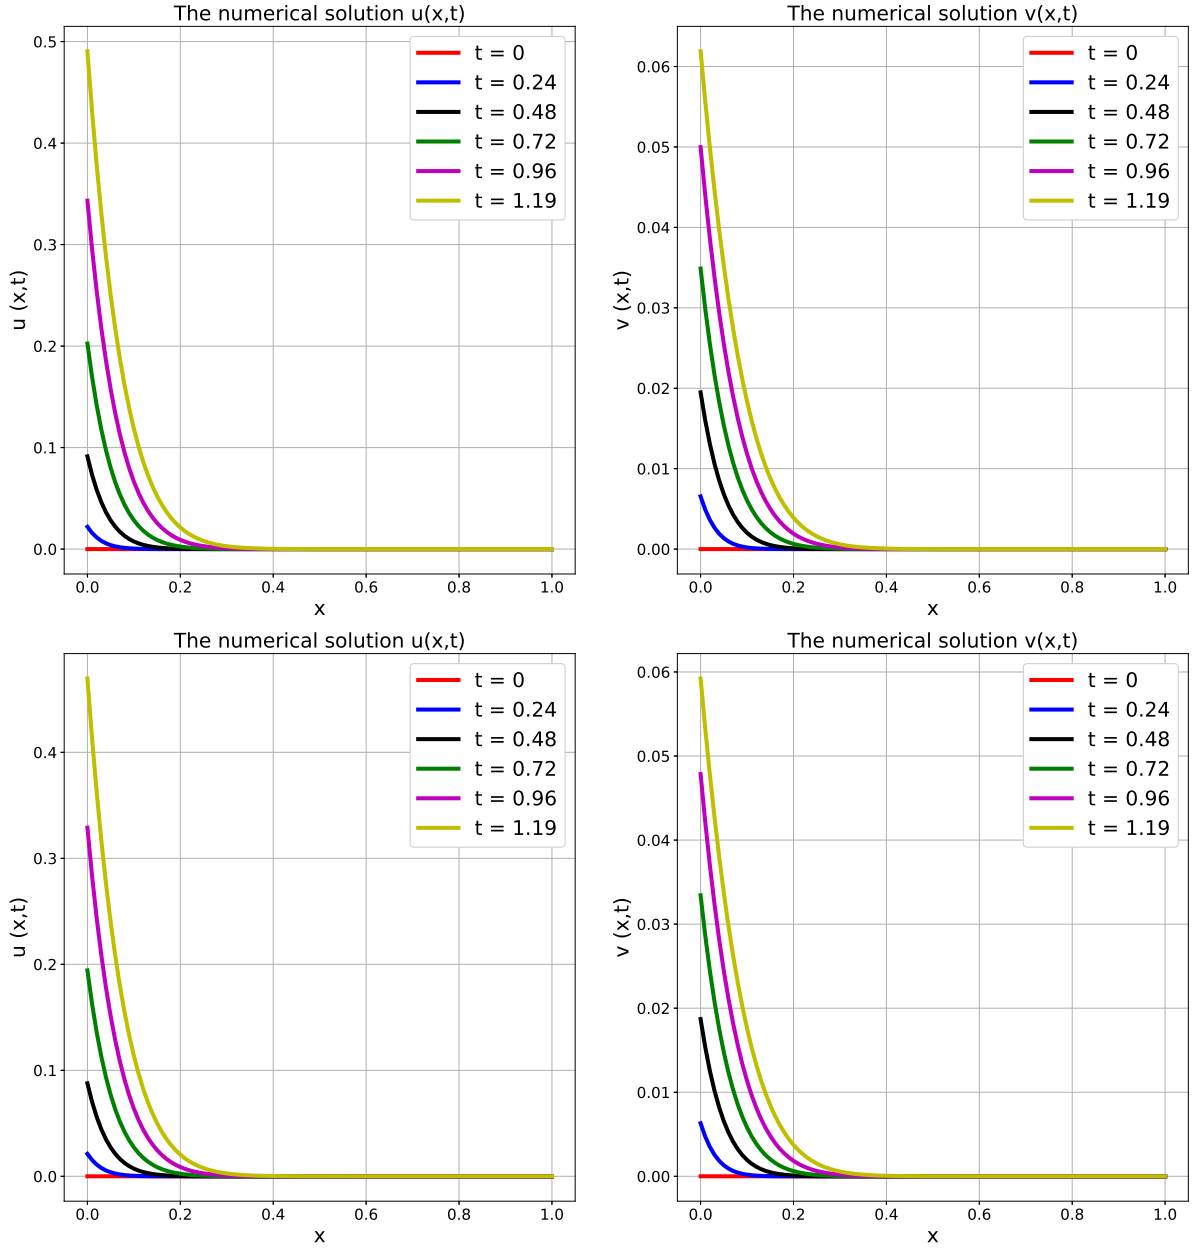 The numerical solution u(x,t)
u (x,t)
0.5
0.4
0.3
0.2
0.1
0.0
t = 0
t = 0.24
t = 0.48
t = 0.72
t = 0.96
t = 1.19
0.0 0.2 0.4 0.6 0.8 1.0
x
The numerical solution v(x,t)
v (x,t)
0.06
0.05
0.04
0.03
0.02
0.01
0.00
t = 0
t = 0.24
t = 0.48
t = 0.72
t = 0.96
t = 1.19
0.0 0.2 0.4 0.6 0.8 1.0
x
The numerical solution u(x,t)
u (x,t)
0.4
0.3
0.2
0.1
0.0
t = 0
t = 0.24
t = 0.48
t = 0.72
t = 0.96
t = 1.19
0.0 0.2 0.4 0.6 0.8 1.0
x
The numerical solution v(x,t)
v (x,t)
0.06
0.05
0.04
0.03
0.02
0.01
0.00
t = 0
t = 0.24
t = 0.48
t = 0.72
t = 0.96
t = 1.19
0.0 0.2 0.4 0.6 0.8 1.0
x